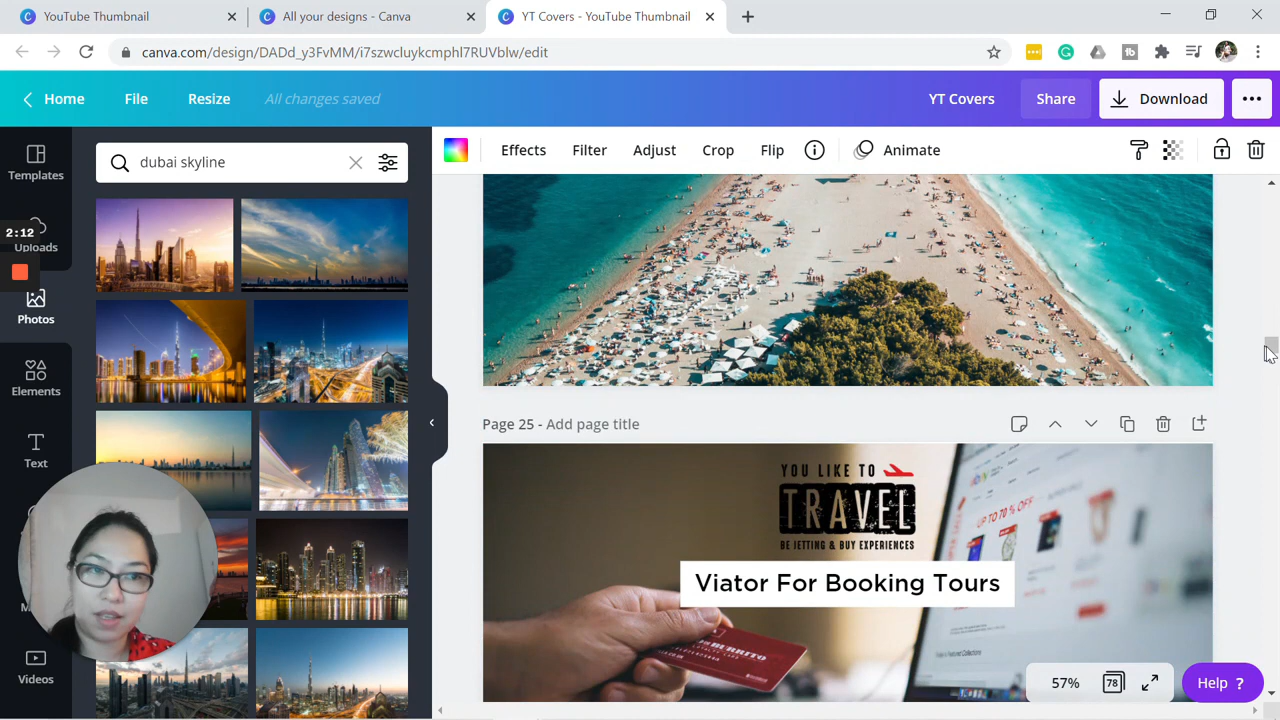 YouTube Thumbnail
All your designs - Canva
YT Covers - YouTube Thumbnail
canva.com/design/DADd_y3FvMM/i7szwcluykcmphl7RUVblw/edit
Home
File
Resize
All changes saved
YT Covers
Share
Download
Templates
dubai skyline
Effects
Filter
Adjust
Crop
Flip
Animate
2:12
Uploads
Photos
Elements
Text
Videos
Page 25 - Add page title
YOU LIKE TO
TRAVEL
BE JETTING & BUY EXPERIENCES
Viator For Booking Tours
UP TO 70 % OFF
57%
78
Help ?